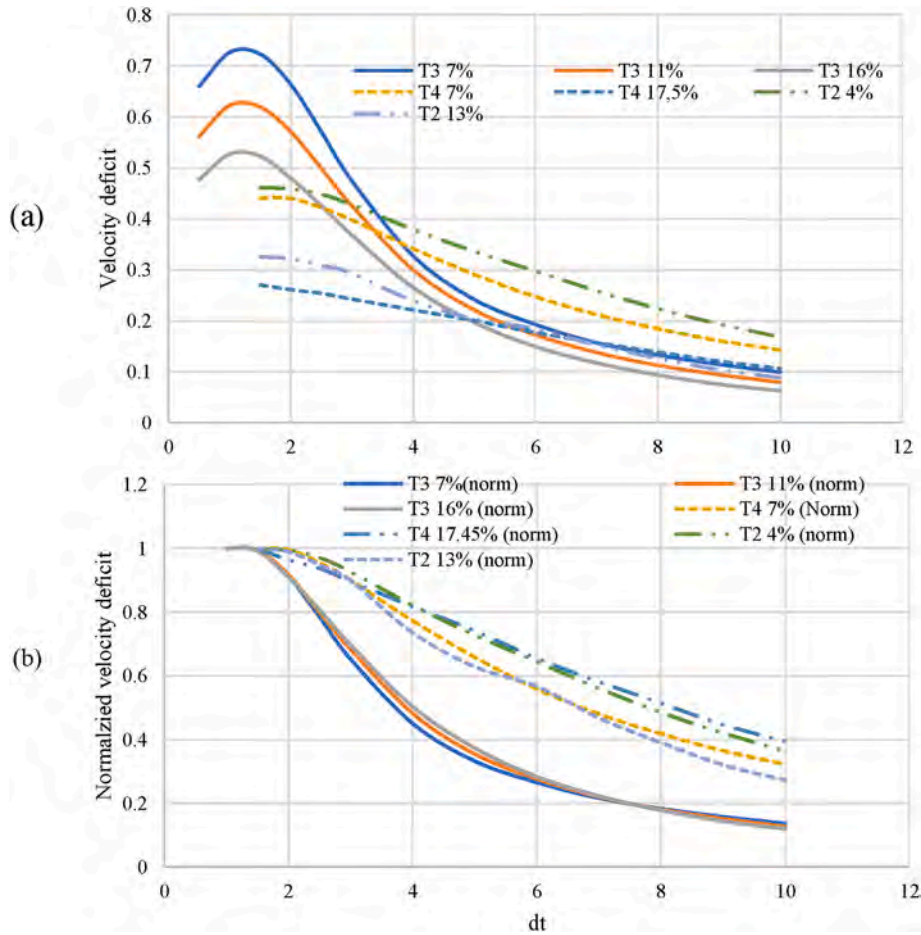 0.8
0.7
0.6
0.5
0.4
0.3
0.2
0.1
0
Velocity deficit
(a)
T3 7% T3 11% T3 16%
T4 7% T4 17,5% T2 4%
T2 13%
0 2 4 6 8 10 12
1.2
1
0.8
0.6
0.4
0.2
0
Normalzied velocity deficit
(b)
T3 7%(norm) T3 11% (norm)
T3 16% (norm) T4 7% (Norm)
T4 17.45% (norm) T2 4% (norm)
T2 13% (norm)
0 2 4 6 8 10 12
dt